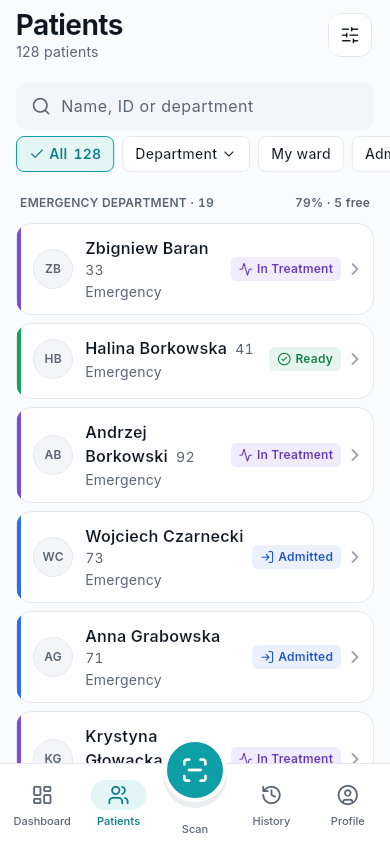 Patients
128 patients
Name, ID or department
All 128 Department My ward Adn
EMERGENCY DEPARTMENT · 19 79% · 5 free
ZB Zbigniew Baran
33
Emergency
In Treatment
HB Halina Borkowska 41
Emergency
Ready
AB Andrzej
Borkowski 92
Emergency
In Treatment
WC Wojciech Czarnecki
73
Emergency
Admitted
AG Anna Grabowska
71
Emergency
Admitted
KG Krystyna
Głowacka
In Treatment
Dashboard Patients Scan History Profile